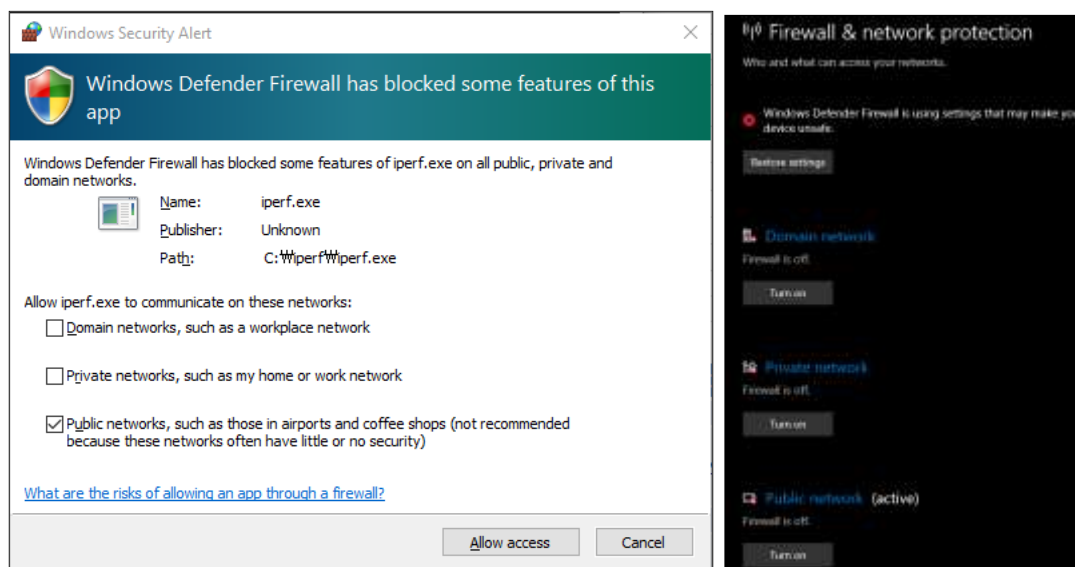 Windows Security Alert
Windows Defender Firewall has blocked some features of this
app
Windows Defender Firewall has blocked some features of iperf.exe on all public, private and
domain networks.
Name: iperf.exe
Publisher: Unknown
Path: C:₩iperf₩iperf.exe
Allow iperf.exe to communicate on these networks:
Domain networks, such as a workplace network
Private networks, such as my home or work network
Public networks, such as those in airports and coffee shops (not recommended
because these networks often have little or no security)
What are the risks of allowing an app through a firewall?
Allow access Cancel
Firewall & network protection
Who and what can access your networks.
Windows Defender Firewall is using settings that may make you
device unsafe.
Restore settings
Domain network
Firewall is off.
Turn on
Private network
Firewall is off.
Turn on
Public network (active)
Firewall is off.
Turn on